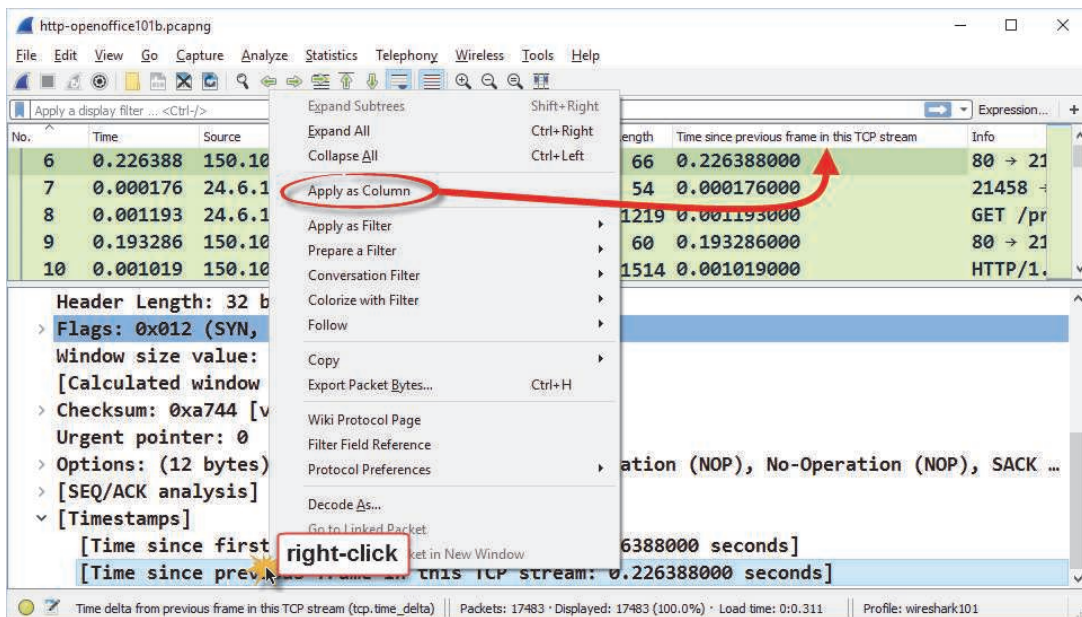 http-openoffice101b.pcapng
File Edit View Go Capture Analyze Statistics Telephony Wireless Tools Help
Apply a display filter ... <Ctrl-/> Expression... +
No. Time Source ength Time since previous frame in this TCP stream Info
6 0.226388 150.10 66 0.226388000 80 → 21
7 0.000176 24.6.1 54 0.000176000 21458 →
8 0.001193 24.6.1 1219 0.001193000 GET /pr
9 0.193286 150.10 60 0.193286000 80 → 21
10 0.001019 150.10 1514 0.001019000 HTTP/1.
Expand Subtrees Shift+Right
Expand All Ctrl+Right
Collapse All Ctrl+Left
Apply as Column
Apply as Filter
Prepare a Filter
Conversation Filter
Colorize with Filter
Follow
Copy
Export Packet Bytes... Ctrl+H
Wiki Protocol Page
Filter Field Reference
Protocol Preferences
Decode As...
Go to Linked Packet
ket in New Window
right-click
Header Length: 32 b
Flags: 0x012 (SYN,
Window size value:
[Calculated window
Checksum: 0xa744 [v
Urgent pointer: 0
Options: (12 bytes) ation (NOP), No-Operation (NOP), SACK …
[SEQ/ACK analysis]
[Timestamps]
[Time since first 6388000 seconds]
[Time since previous frame in this TCP stream: 0.226388000 seconds]
Time delta from previous frame in this TCP stream (tcp.time_delta) Packets: 17483 · Displayed: 17483 (100.0%) · Load time: 0:0.311 Profile: wireshark101